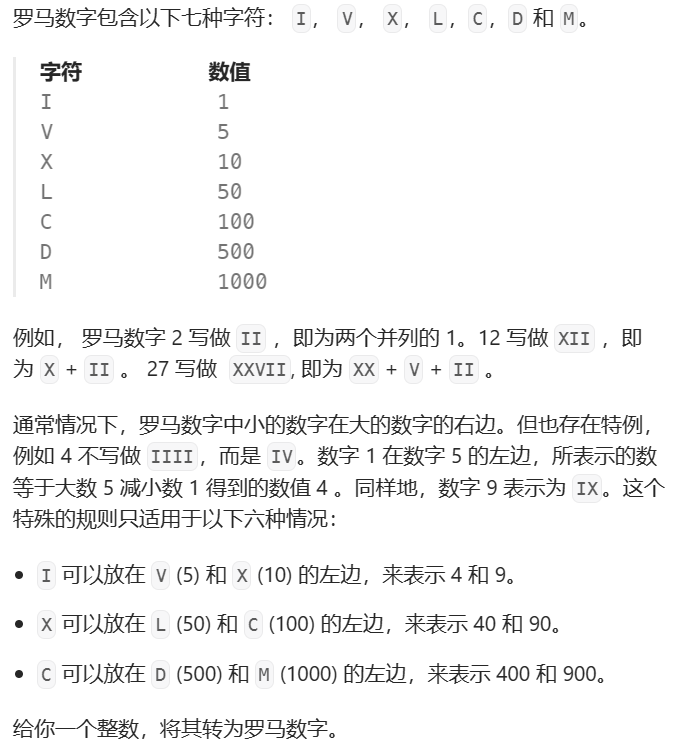 罗马数字包含以下七种字符: I, V, X, L,C,D 和 M。
字符 数值
I 1
V 5
X 10
L 50
C 100
D 500
M 1000
例如, 罗马数字 2 写做 II ,即为两个并列的 1。12 写做 XII ,即
为 X + II 。 27 写做 XXVII, 即为 XX + V + II 。
通常情况下,罗马数字中小的数字在大的数字的右边。但也存在特例,
例如 4 不写做 IIII,而是 IV。数字 1 在数字 5 的左边,所表示的数
等于大数 5 减小数 1 得到的数值 4 。同样地,数字 9 表示为 IX。这个
特殊的规则只适用于以下六种情况:
• I 可以放在 V (5) 和 X (10) 的左边,来表示 4 和 9。
• X 可以放在 L (50) 和 C (100) 的左边,来表示 40 和 90。
• C 可以放在 D (500) 和 M (1000) 的左边,来表示 400 和 900。
给你一个整数,将其转为罗马数字。